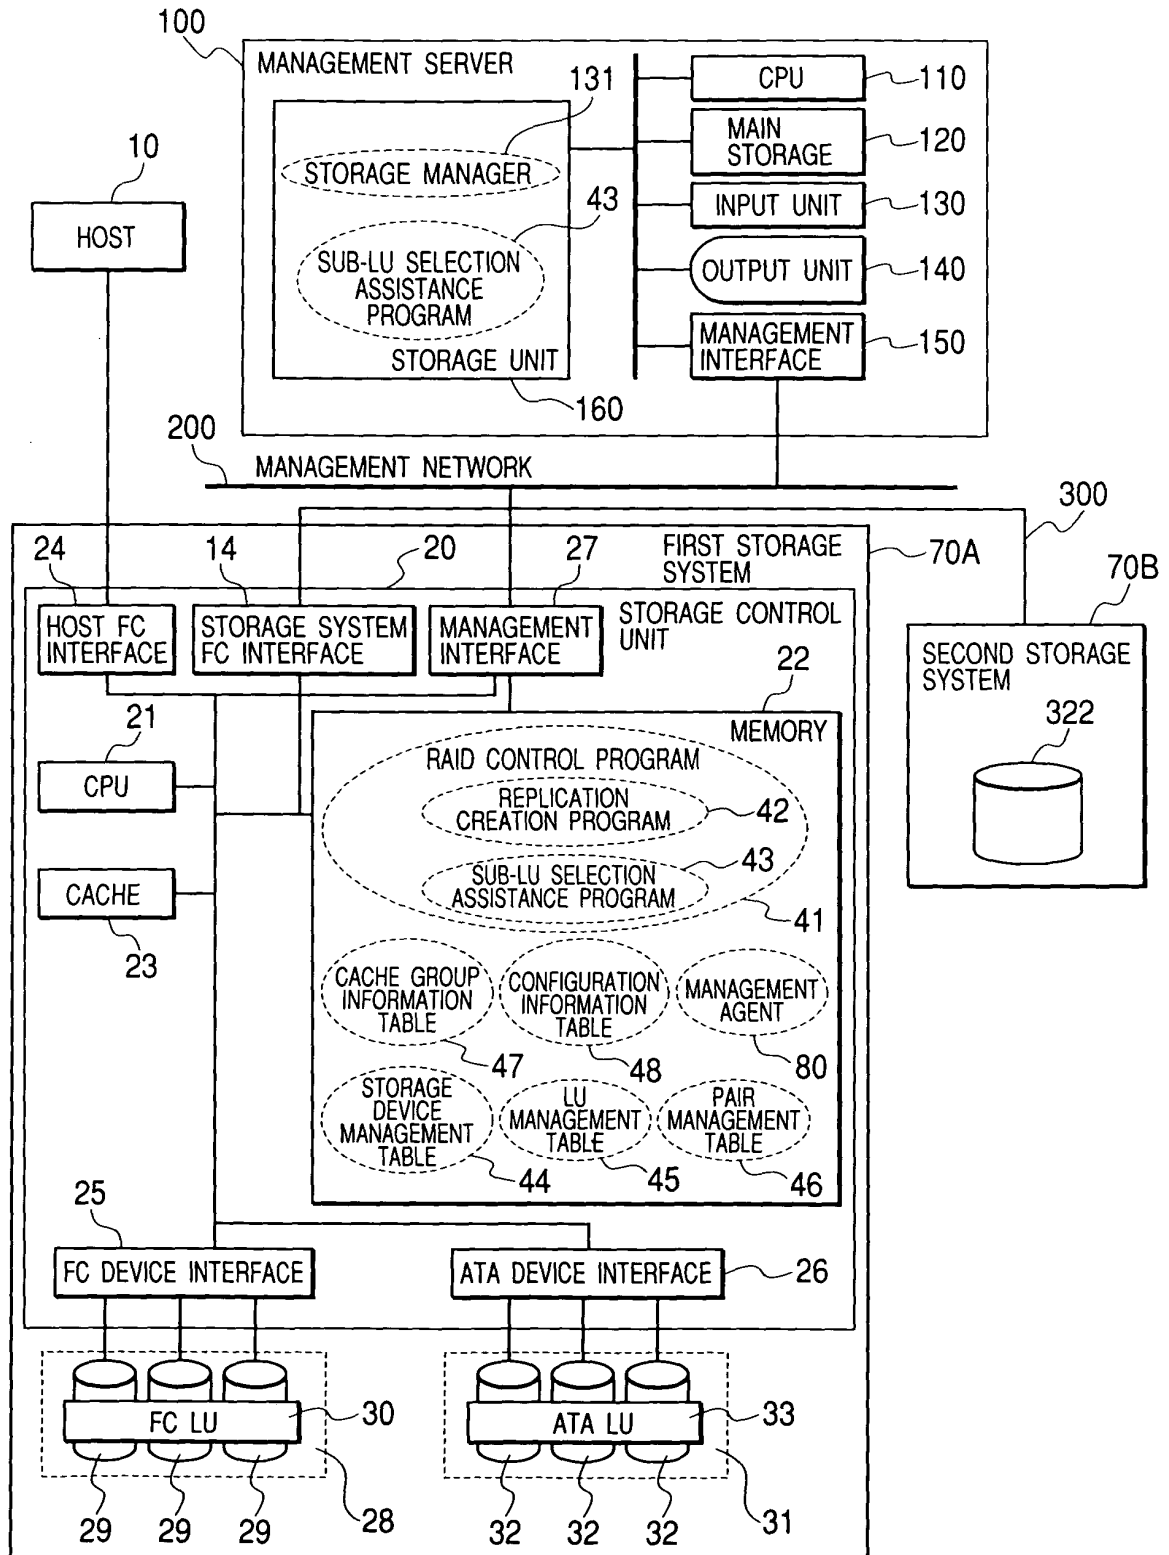 100
MANAGEMENT SERVER
131
STORAGE MANAGER
43
SUB-LU SELECTION
ASSISTANCE
PROGRAM
STORAGE UNIT
160
CPU
110
MAIN
STORAGE
120
INPUT UNIT
130
OUTPUT UNIT
140
MANAGEMENT
INTERFACE
150
10
HOST
200
MANAGEMENT NETWORK
300
24
14
20
27
FIRST STORAGE
SYSTEM
70A
70B
HOST FC
INTERFACE
STORAGE SYSTEM
FC INTERFACE
MANAGEMENT
INTERFACE
STORAGE CONTROL
UNIT
22
SECOND STORAGE
SYSTEM
322
21
CPU
CACHE
23
MEMORY
RAID CONTROL PROGRAM
REPLICATION
CREATION PROGRAM
42
43
SUB-LU SELECTION
ASSISTANCE PROGRAM
41
CACHE GROUP
INFORMATION
TABLE
47
CONFIGURATION
INFORMATION
TABLE
48
MANAGEMENT
AGENT
80
STORAGE
DEVICE
MANAGEMENT
TABLE
44
LU
MANAGEMENT
TABLE
45
PAIR
MANAGEMENT
TABLE
46
25
FC DEVICE INTERFACE
ATA DEVICE INTERFACE
26
FC LU
30
29
29
29
28
ATA LU
33
32
32
32
31